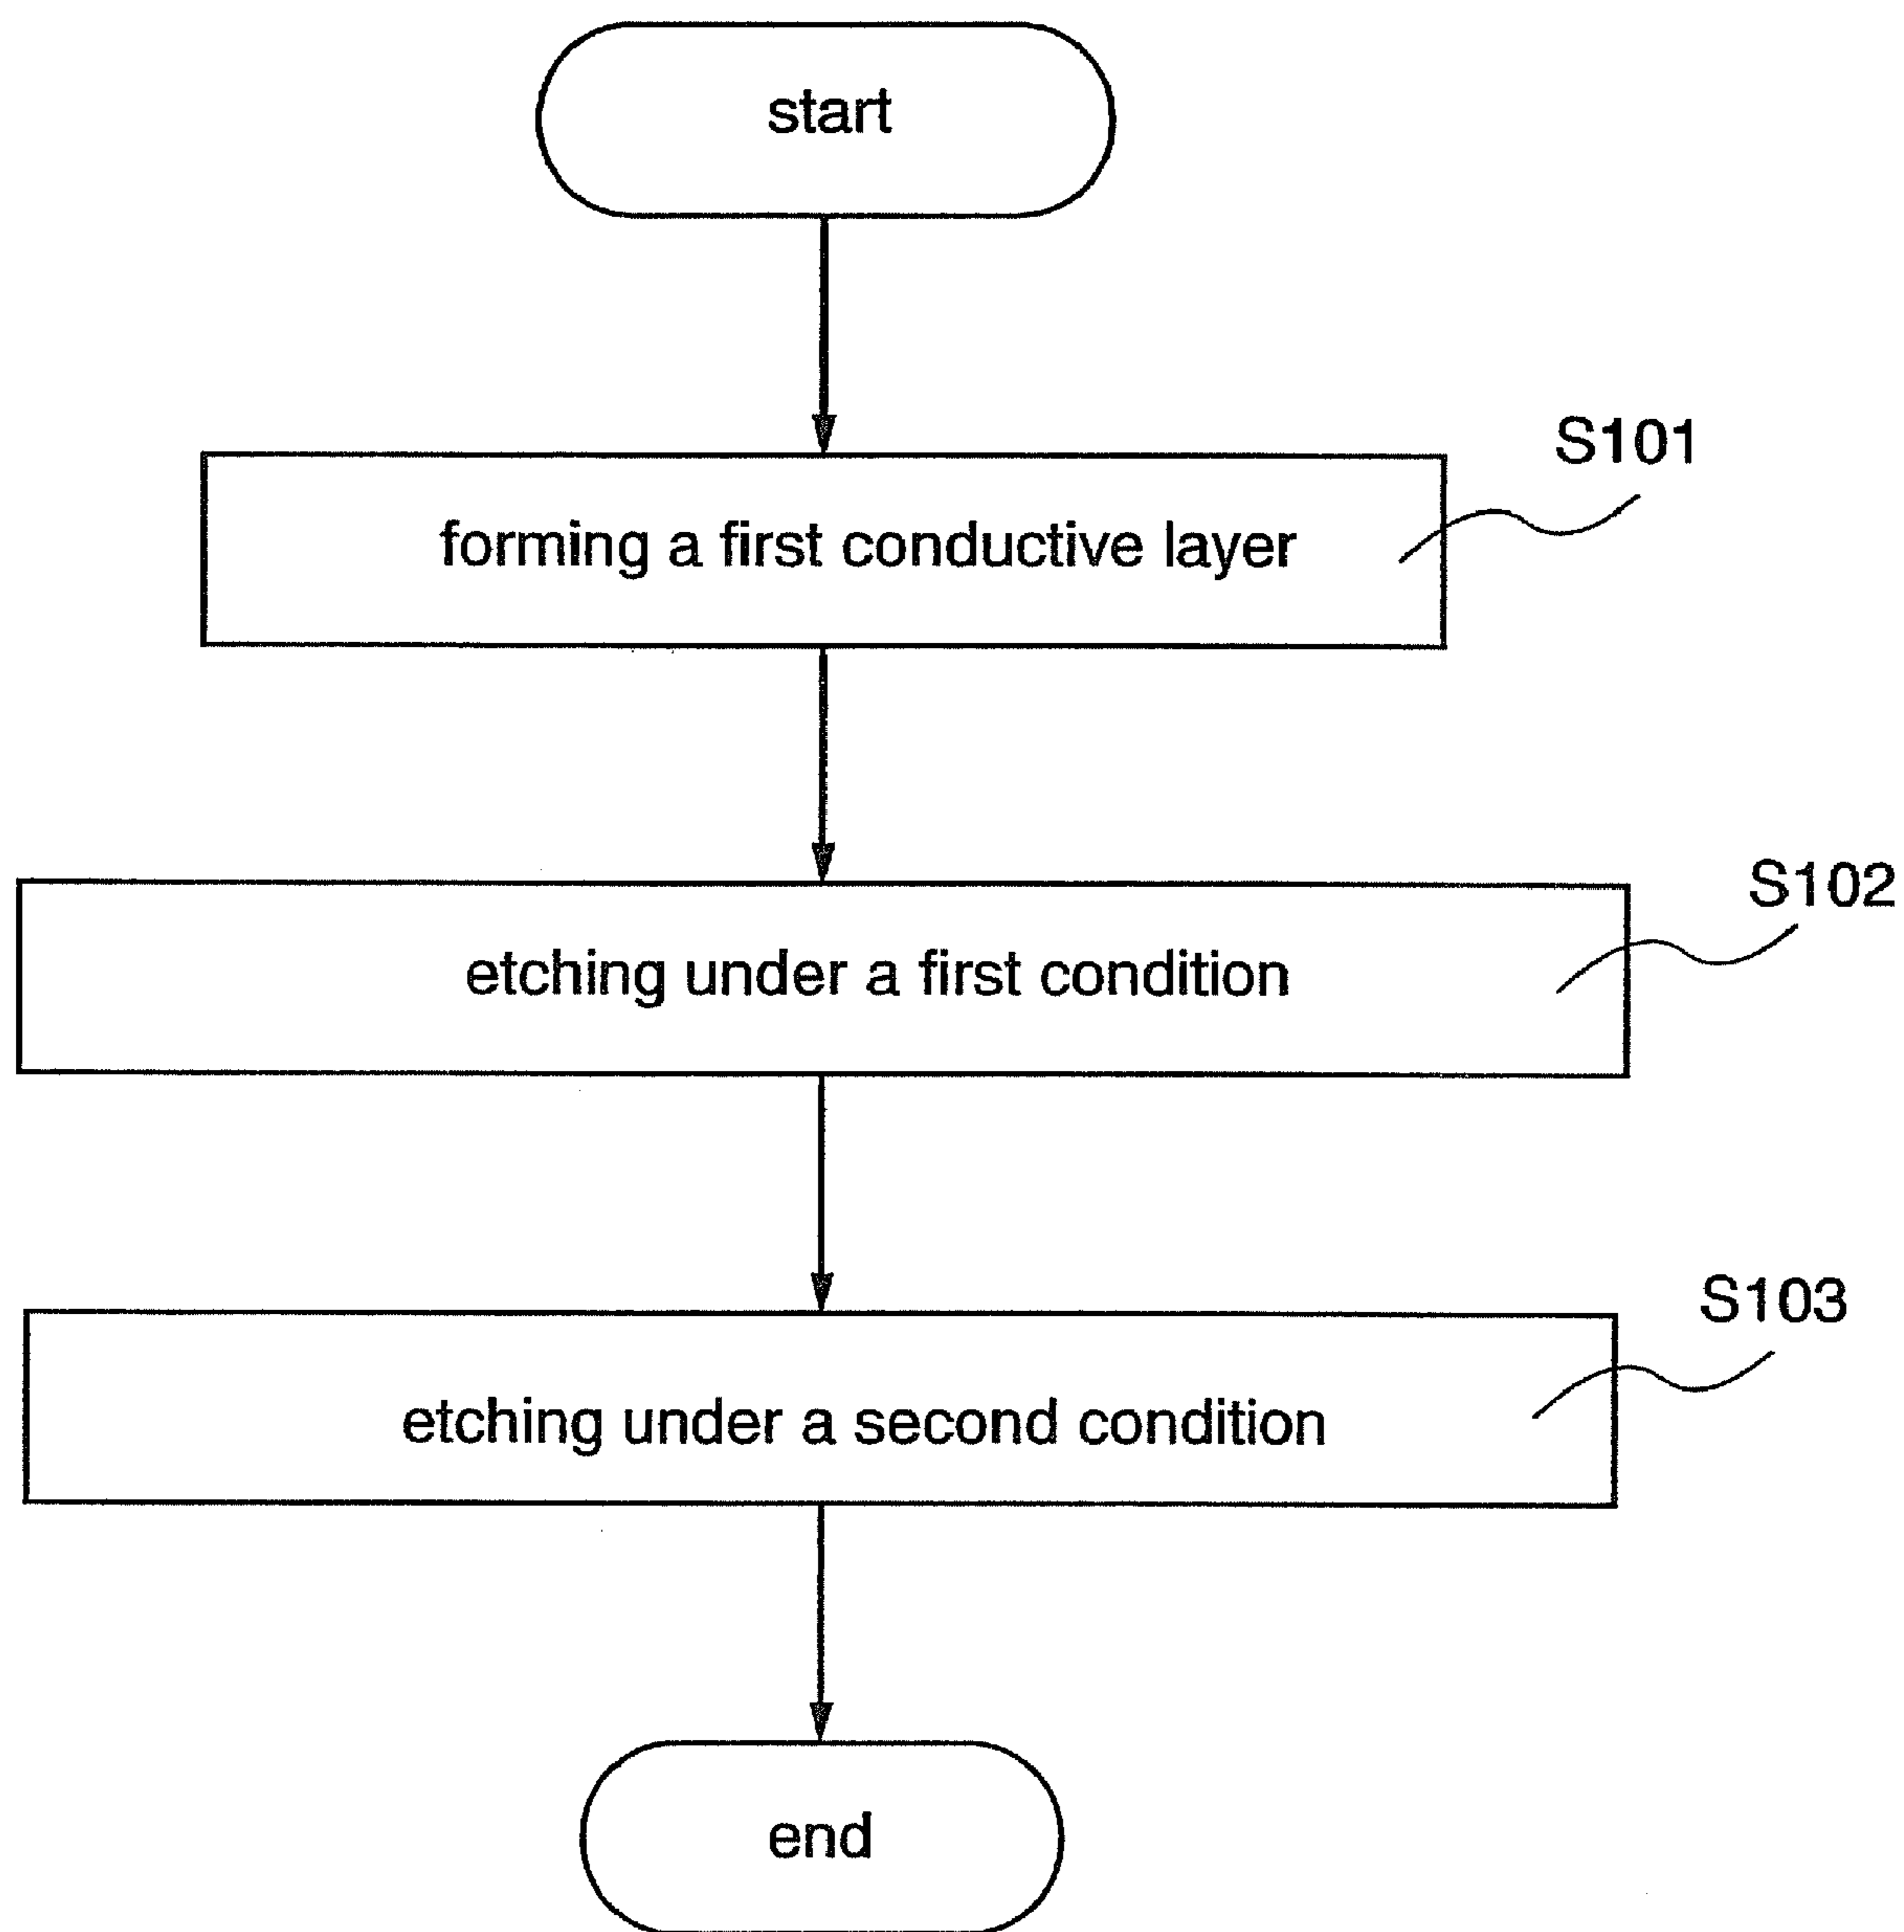 start
S101
forming a first conductive layer
S102
etching under a first condition
S103
etching under a second condition
end